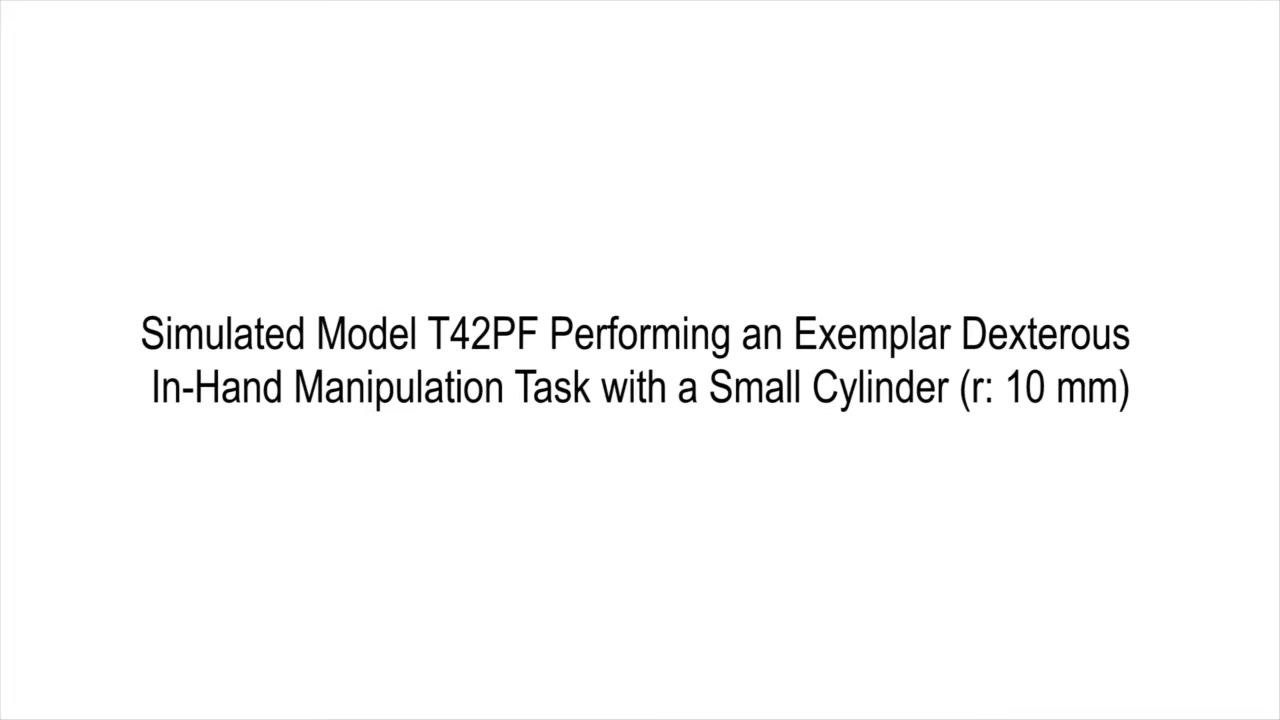 Simulated Model T42PF Performing an Exemplar Dexterous
In-Hand Manipulation Task with a Small Cylinder (r: 10 mm)